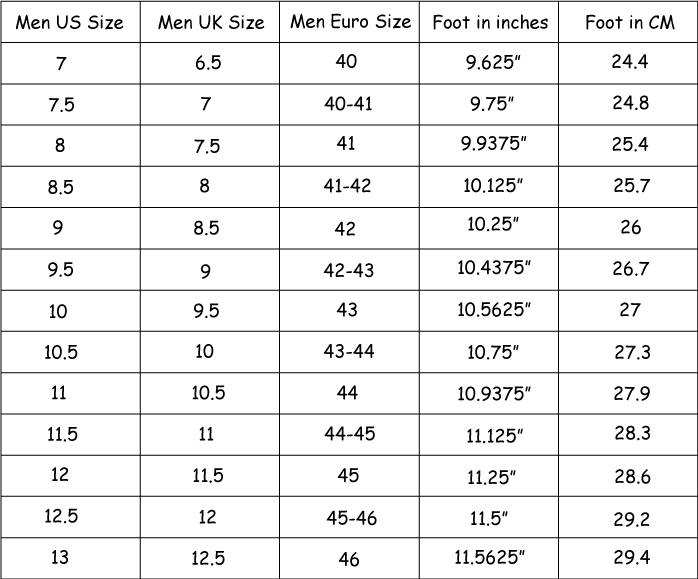 Men US Size Men UK Size Men Euro Size Foot in inches Foot in CM
7 6.5 40 9.625" 24.4
7.5 7 40-41 9.75" 24.8
8 7.5 41 9.9375" 25.4
8.5 8 41-42 10.125" 25.7
9 8.5 42 10.25" 26
9.5 9 42-43 10.4375" 26.7
10 9.5 43 10.5625" 27
10.5 10 43-44 10.75" 27.3
11 10.5 44 10.9375" 27.9
11.5 11 44-45 11.125" 28.3
12 11.5 45 11.25" 28.6
12.5 12 45-46 11.5" 29.2
13 12.5 46 11.5625" 29.4